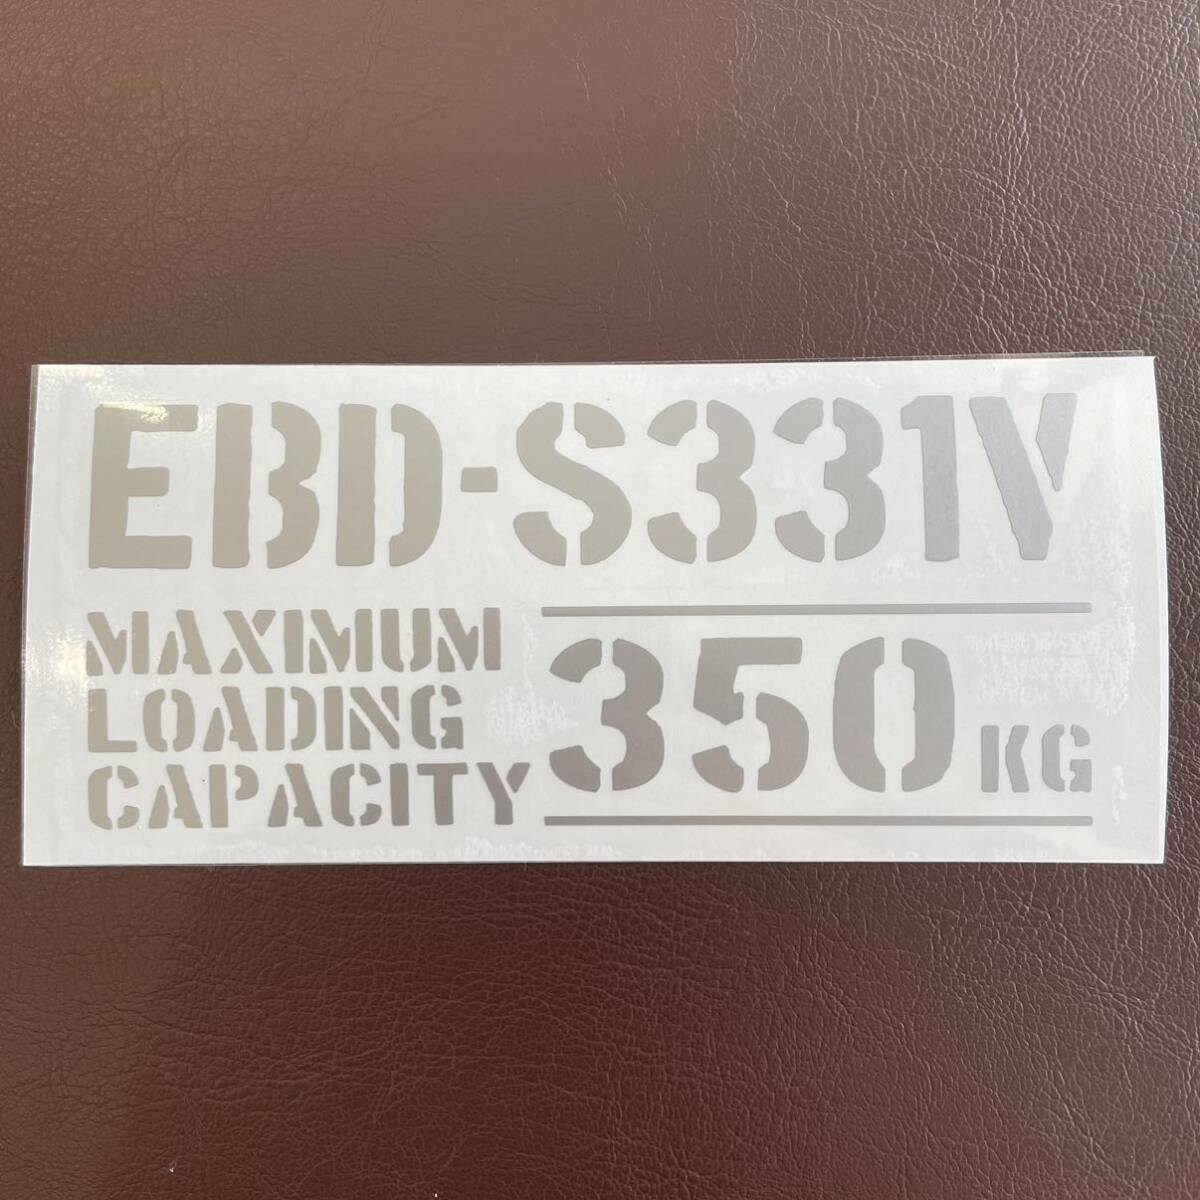 EBD-S331V
MAXIMUM
LOADING
CAPACITY
350 KG